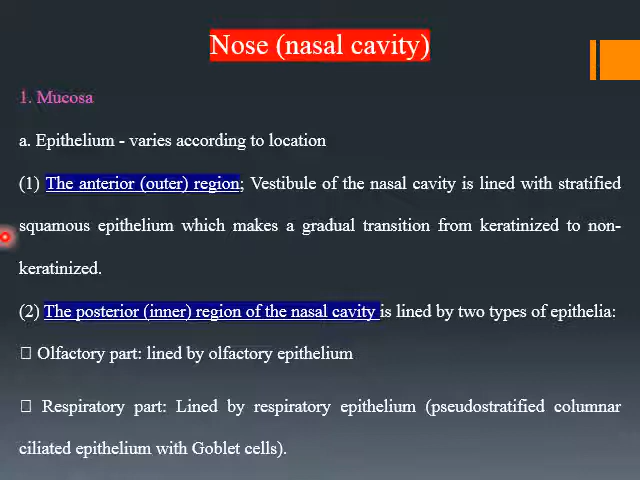 Nose (nasal cavity)
1. Mucosa
a. Epithelium - varies according to location
(1) The anterior (outer) region; Vestibule of the nasal cavity is lined with stratified
squamous epithelium which makes a gradual transition from keratinized to non-
keratinized.
(2) The posterior (inner) region of the nasal cavity is lined by two types of epithelia:
□ Olfactory part: lined by olfactory epithelium
□ Respiratory part: Lined by respiratory epithelium (pseudostratified columnar
ciliated epithelium with Goblet cells).